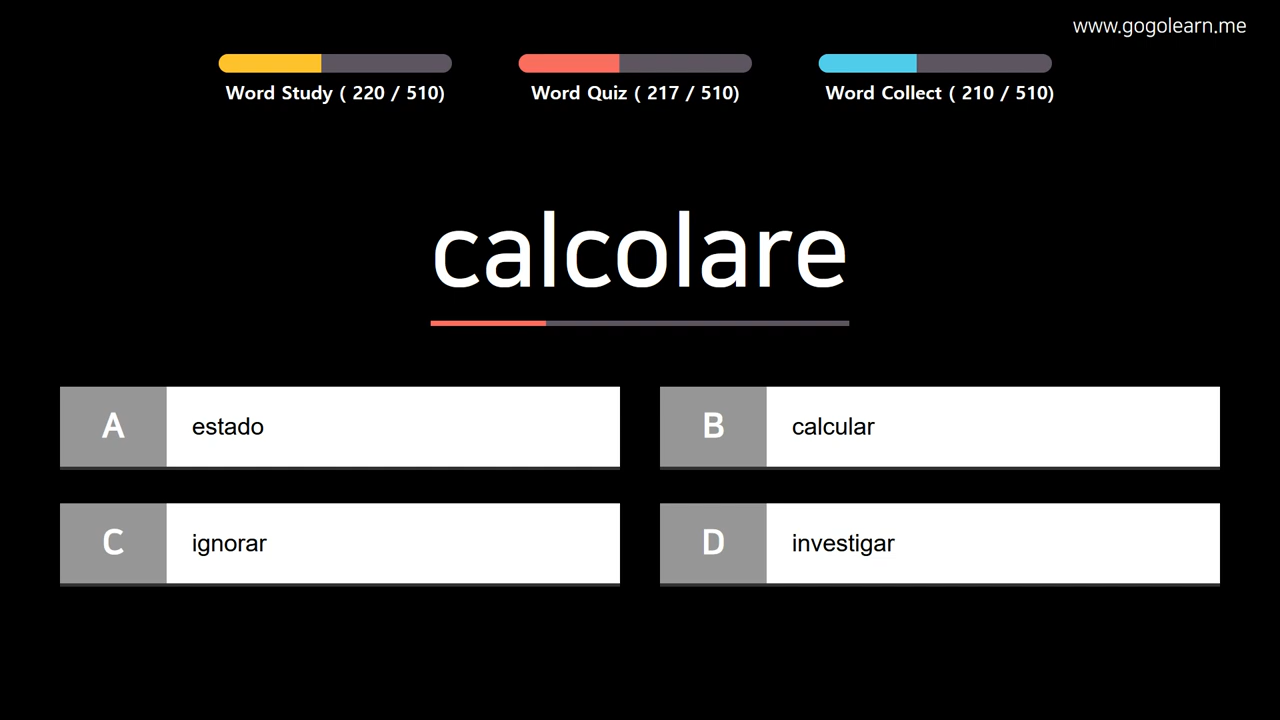 www.gogolearn.me
Word Study ( 220 / 510)
Word Quiz ( 217 / 510)
Word Collect ( 210 / 510)
calcolare
A estado
B calcular
C ignorar
D investigar